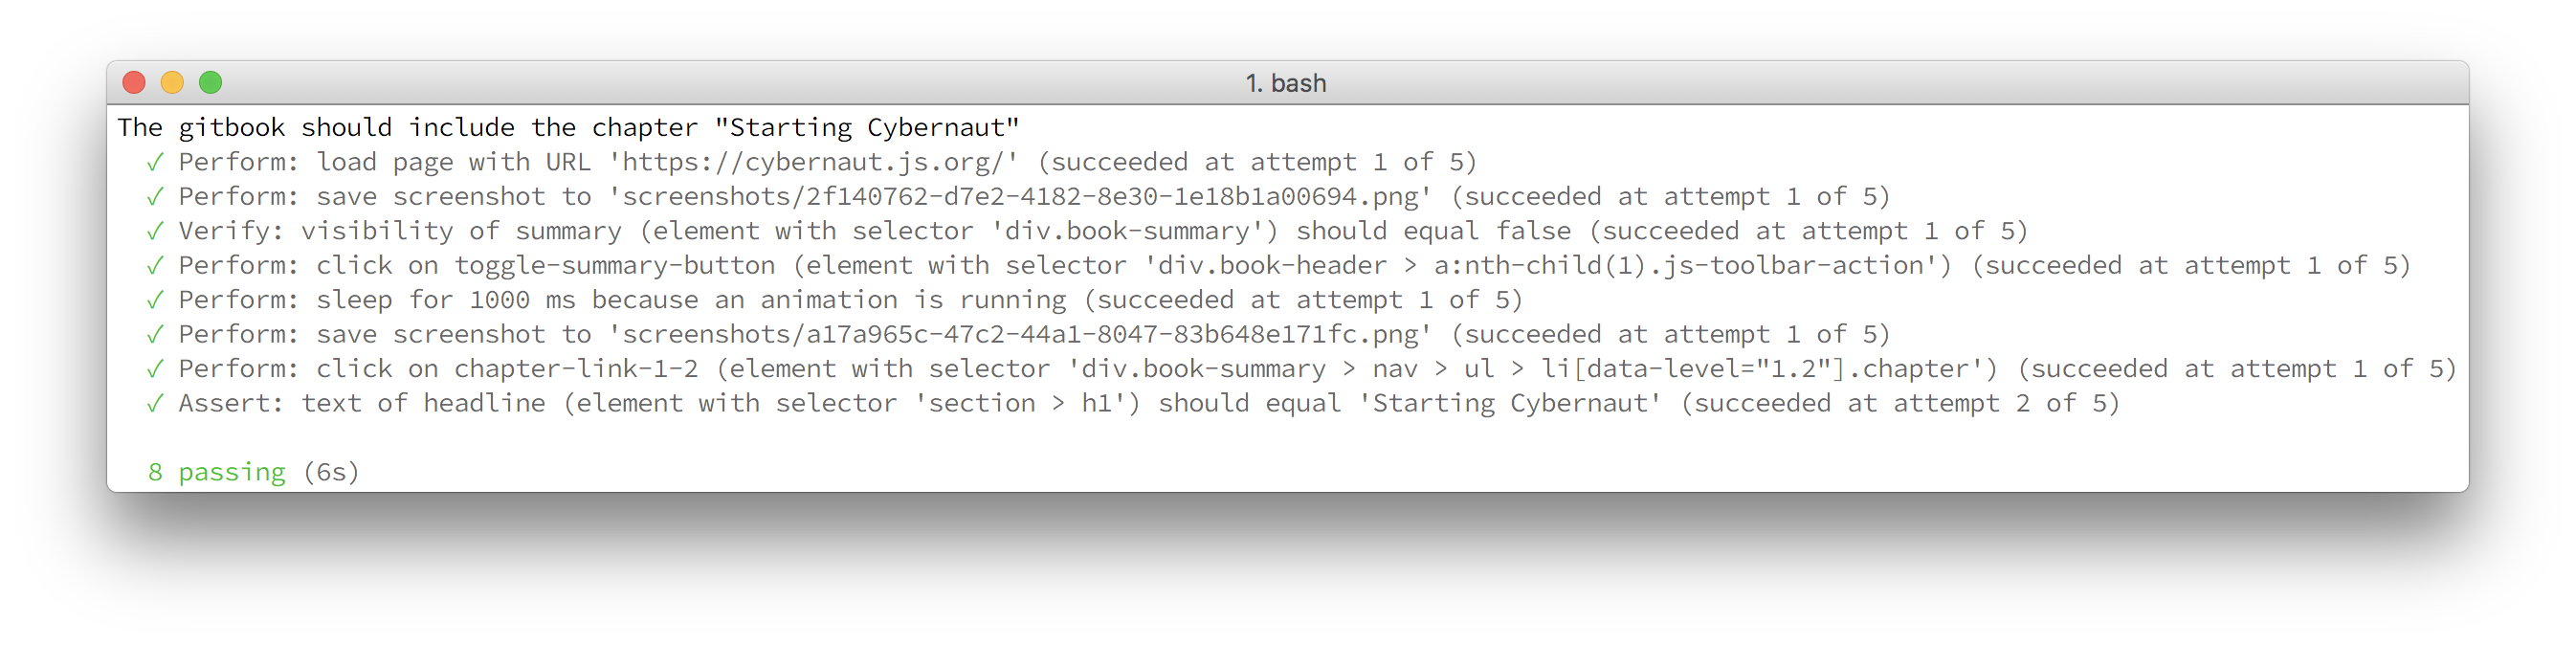 1. bash
The gitbook should include the chapter "Starting Cybernaut"
✓ Perform: load page with URL 'https://cybernaut.js.org/' (succeeded at attempt 1 of 5)
✓ Perform: save screenshot to 'screenshots/2f140762-d7e2-4182-8e30-1e18b1a00694.png' (succeeded at attempt 1 of 5)
✓ Verify: visibility of summary (element with selector 'div.book-summary') should equal false (succeeded at attempt 1 of 5)
✓ Perform: click on toggle-summary-button (element with selector 'div.book-header > a:nth-child(1).js-toolbar-action') (succeeded at attempt 1 of 5)
✓ Perform: sleep for 1000 ms because an animation is running (succeeded at attempt 1 of 5)
✓ Perform: save screenshot to 'screenshots/a17a965c-47c2-44a1-8047-83b648e171fc.png' (succeeded at attempt 1 of 5)
✓ Perform: click on chapter-link-1-2 (element with selector 'div.book-summary > nav > ul > li[data-level="1.2"].chapter') (succeeded at attempt 1 of 5)
✓ Assert: text of headline (element with selector 'section > h1') should equal 'Starting Cybernaut' (succeeded at attempt 2 of 5)
8 passing (6s)